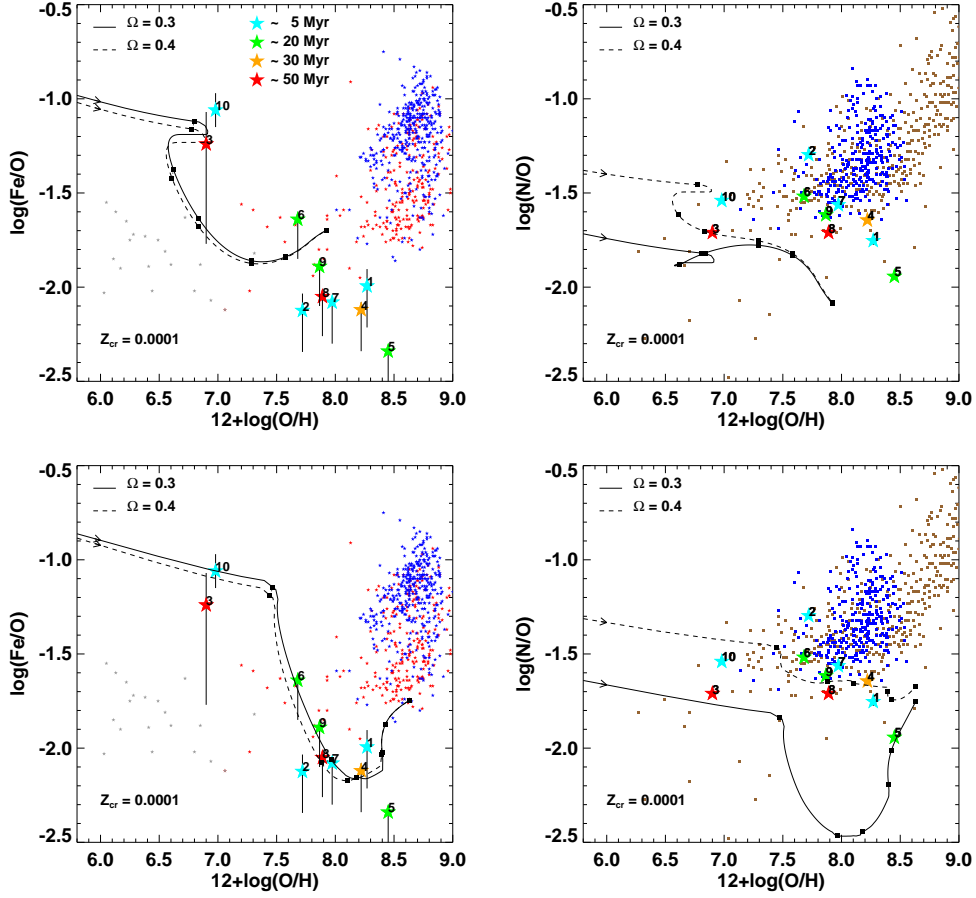 Ω = 0.3
Ω = 0.4
~ 5 Myr
~ 20 Myr
~ 30 Myr
~ 50 Myr
-0.5
-1.0
-1.5
-2.0
-2.5
log(Fe/O)
10
3
6
9
8
7
2
1
4
5
Zcr = 0.0001
6.0 6.5 7.0 7.5 8.0 8.5 9.0
12+log(O/H)
Ω = 0.3
Ω = 0.4
-0.5
-1.0
-1.5
-2.0
-2.5
log(N/O)
2
10
6
7
9
3
8
4
1
5
Zcr = 0.0001
6.0 6.5 7.0 7.5 8.0 8.5 9.0
12+log(O/H)
Ω = 0.3
Ω = 0.4
-0.5
-1.0
-1.5
-2.0
-2.5
log(Fe/O)
10
3
6
9
8
7
2
1
4
5
Zcr = 0.0001
6.0 6.5 7.0 7.5 8.0 8.5 9.0
12+log(O/H)
Ω = 0.3
Ω = 0.4
-0.5
-1.0
-1.5
-2.0
-2.5
log(N/O)
2
10
6
7
9
3
8
4
1
5
Zcr = 0.0001
6.0 6.5 7.0 7.5 8.0 8.5 9.0
12+log(O/H)